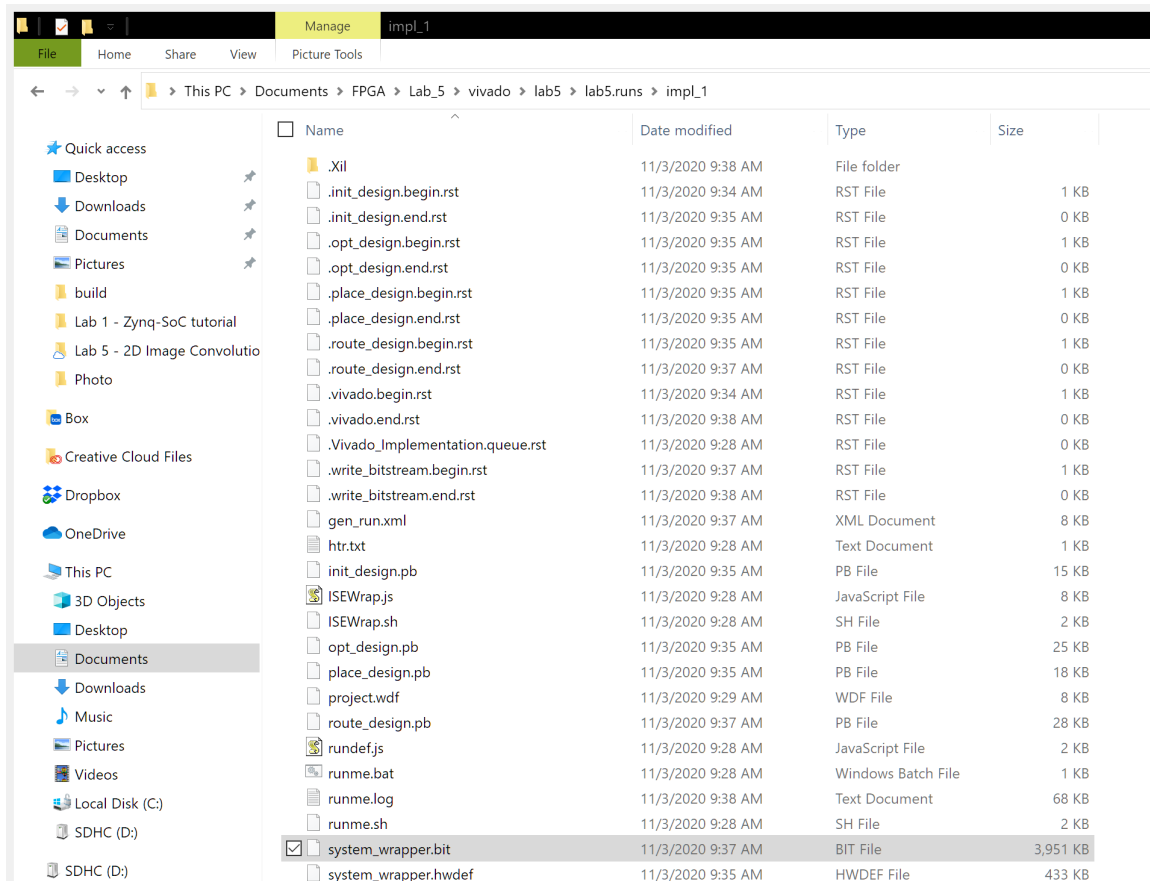 Manage impl_1
File Home Share View Picture Tools
This PC > Documents > FPGA > Lab_5 > vivado > lab5 > lab5.runs > impl_1
Name Date modified Type Size
Quick access
Desktop
Downloads
Documents
Pictures
build
Lab 1 - Zynq-SoC tutorial
Lab 5 - 2D Image Convolutio
Photo
Box
Creative Cloud Files
Dropbox
OneDrive
This PC
3D Objects
Desktop
Documents
Downloads
Music
Pictures
Videos
Local Disk (C:)
SDHC (D:)
SDHC (D:)
.Xil 11/3/2020 9:38 AM File folder
.init_design.begin.rst 11/3/2020 9:34 AM RST File 1 KB
.init_design.end.rst 11/3/2020 9:35 AM RST File 0 KB
.opt_design.begin.rst 11/3/2020 9:35 AM RST File 1 KB
.opt_design.end.rst 11/3/2020 9:35 AM RST File 0 KB
.place_design.begin.rst 11/3/2020 9:35 AM RST File 1 KB
.place_design.end.rst 11/3/2020 9:35 AM RST File 0 KB
.route_design.begin.rst 11/3/2020 9:35 AM RST File 1 KB
.route_design.end.rst 11/3/2020 9:37 AM RST File 0 KB
.vivado.begin.rst 11/3/2020 9:34 AM RST File 1 KB
.vivado.end.rst 11/3/2020 9:38 AM RST File 0 KB
.Vivado_Implementation.queue.rst 11/3/2020 9:28 AM RST File 0 KB
.write_bitstream.begin.rst 11/3/2020 9:37 AM RST File 1 KB
.write_bitstream.end.rst 11/3/2020 9:38 AM RST File 0 KB
gen_run.xml 11/3/2020 9:37 AM XML Document 8 KB
htr.txt 11/3/2020 9:28 AM Text Document 1 KB
init_design.pb 11/3/2020 9:35 AM PB File 15 KB
ISEWrap.js 11/3/2020 9:28 AM JavaScript File 8 KB
ISEWrap.sh 11/3/2020 9:28 AM SH File 2 KB
opt_design.pb 11/3/2020 9:35 AM PB File 25 KB
place_design.pb 11/3/2020 9:35 AM PB File 18 KB
project.wdf 11/3/2020 9:29 AM WDF File 8 KB
route_design.pb 11/3/2020 9:37 AM PB File 28 KB
rundef.js 11/3/2020 9:28 AM JavaScript File 2 KB
runme.bat 11/3/2020 9:28 AM Windows Batch File 1 KB
runme.log 11/3/2020 9:38 AM Text Document 68 KB
runme.sh 11/3/2020 9:28 AM SH File 2 KB
system_wrapper.bit 11/3/2020 9:37 AM BIT File 3,951 KB
system_wrapper.hwdef 11/3/2020 9:35 AM HWDEF File 433 KB